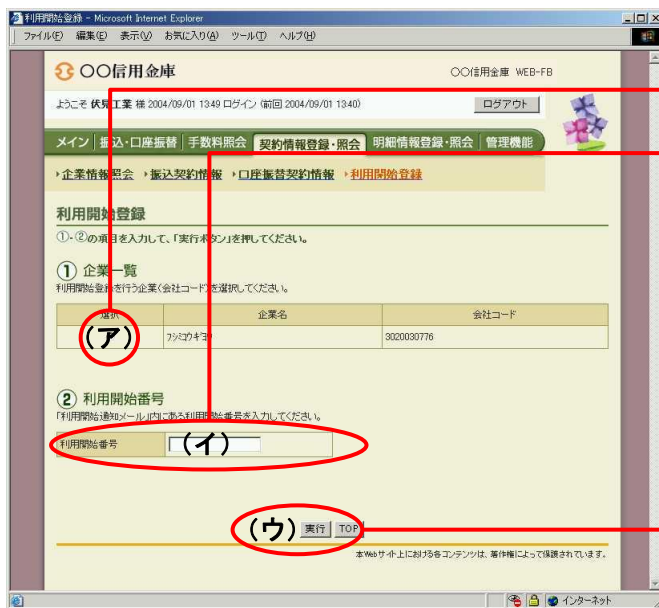 利用開始登録 - Microsoft Internet Explorer
ファイル(F) 編集(E) 表示(V) お気に入り(A) ツール(T) ヘルプ(H)
〇〇信用金庫
〇〇信用金庫 WEB-FB
ようこそ 伏見工業 様 2004/09/01 1349 ログイン (前回 2004/09/01 1340)
ログアウト
メイン 振込・口座振替 手数料照会 契約情報登録・照会 明細情報登録・照会 管理機能
企業情報照会 振込契約情報 口座振替契約情報 利用開始登録
利用開始登録
①-②の項目を入力して、「実行ボタン」を押してください。
① 企業一覧
利用開始登録を行う企業(会社コード)を選択してください。
選択 企業名 会社コード
(ア) フシミコウギヨウ 3020030776
② 利用開始番号
「利用開始通知メール」内にある利用開始番号を入力してください。
利用開始番号 (イ)
(ウ) 実行 TOP
本Webサイト上における各コンテンツは、著作権によって保護されています。
インターネット